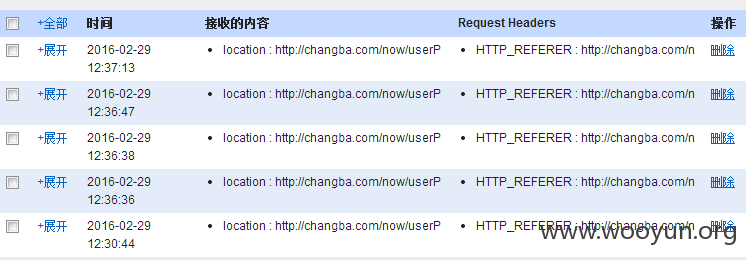 +全部 时间 接收的内容 Request Headers 操作
+展开 2016-02-29 location : http://changba.com/now/userP HTTP_REFERER : http://changba.com/n 删除
12:37:13
+展开 2016-02-29 location : http://changba.com/now/userP HTTP_REFERER : http://changba.com/n 删除
12:36:47
+展开 2016-02-29 location : http://changba.com/now/userP HTTP_REFERER : http://changba.com/n 删除
12:36:38
+展开 2016-02-29 location : http://changba.com/now/userP HTTP_REFERER : http://changba.com/n 删除
12:36:36
+展开 2016-02-29 location : http://changba.com/now/userP HTTP_REFERER : http://changba.com/n 删除
12:30:44
www.wooyun.org